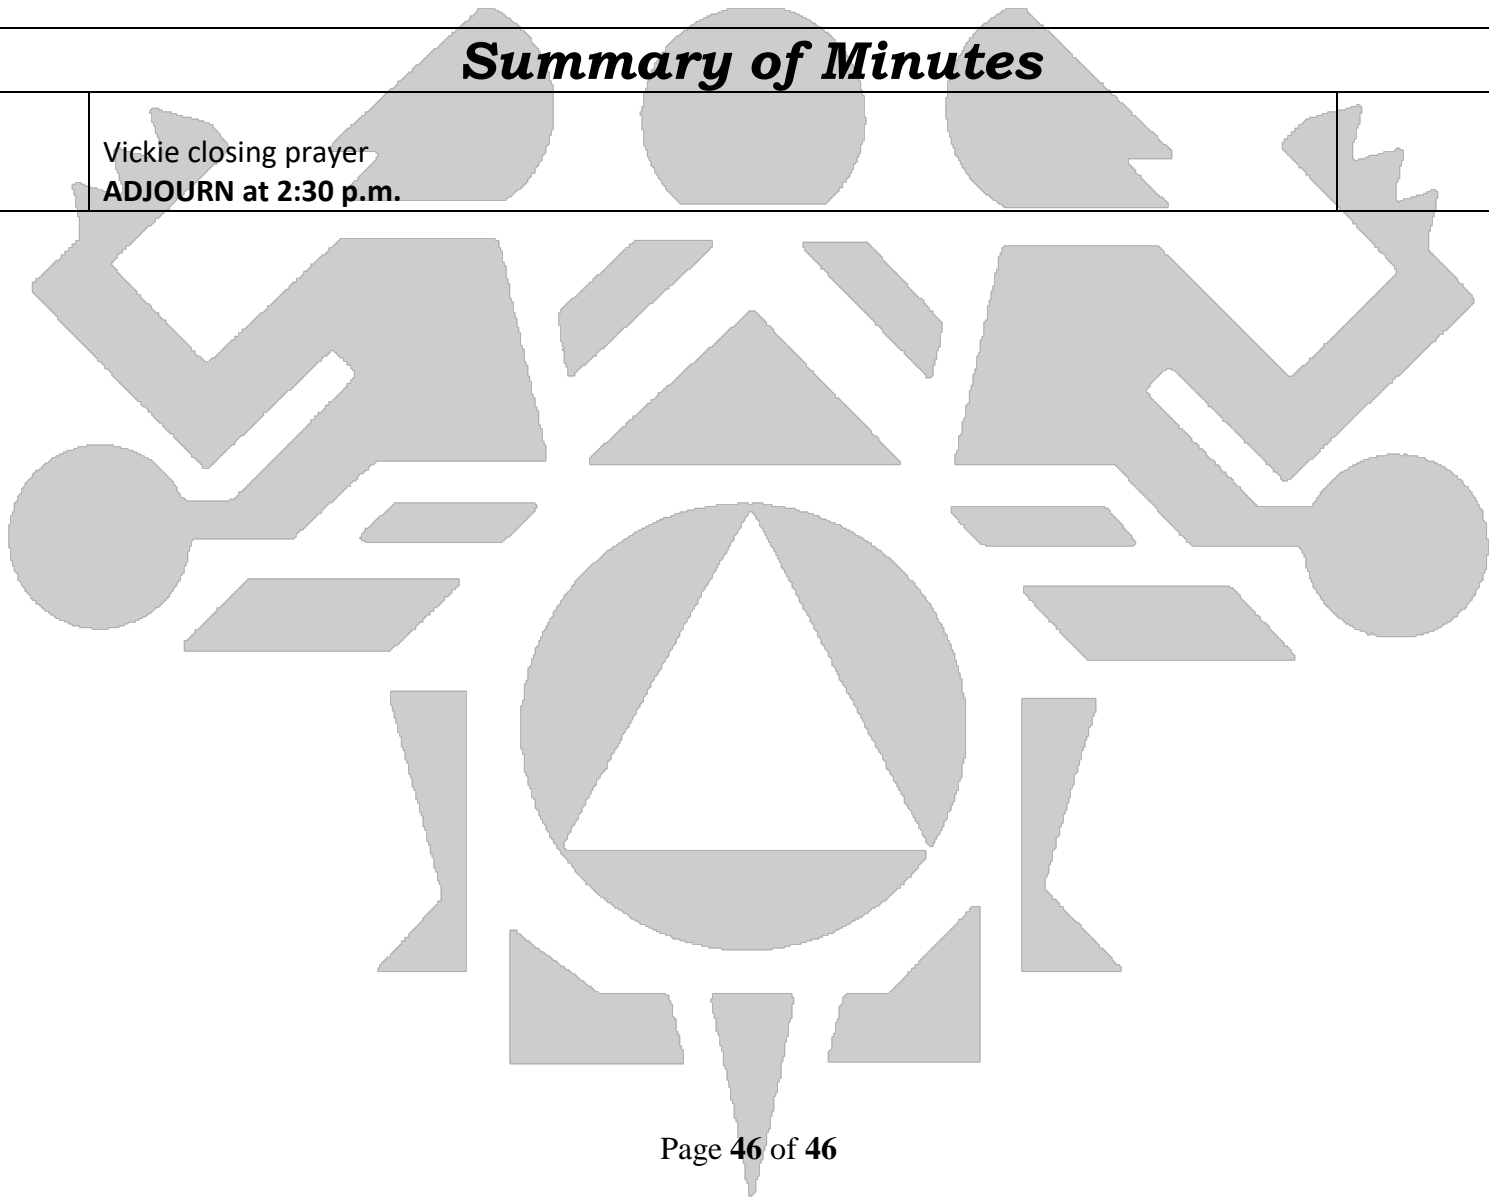 Summary of Minutes
Vickie closing prayer
ADJOURN at 2:30 p.m.
Page 46 of 46